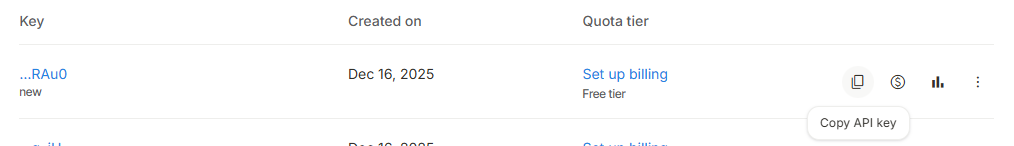 Key Created on Quota tier
...RAu0 Dec 16, 2025 Set up billing
new Free tier
Copy API key